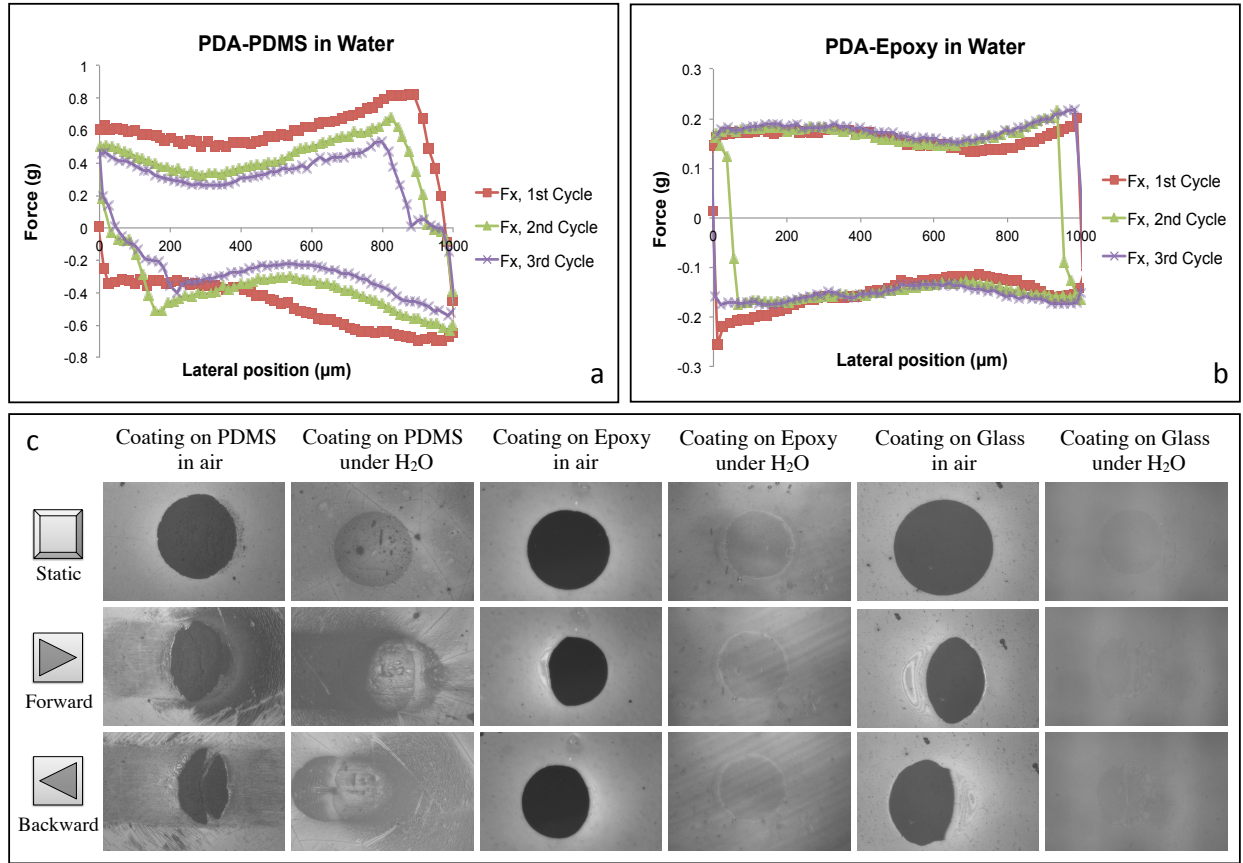 PDA-PDMS in Water
Force (g)
1
0.8
0.6
0.4
0.2
0
-0.2
-0.4
-0.6
-0.8
0
200
400
600
800
1000
Lateral position (µm)
Fx, 1st Cycle
Fx, 2nd Cycle
Fx, 3rd Cycle
a
PDA-Epoxy in Water
Force (g)
0.3
0.2
0.1
0
-0.1
-0.2
-0.3
0
200
400
600
800
1000
Lateral position (µm)
Fx, 1st Cycle
Fx, 2nd Cycle
Fx, 3rd Cycle
b
c
Coating on PDMS
in air
Coating on PDMS
under H₂O
Coating on Epoxy
in air
Coating on Epoxy
under H₂O
Coating on Glass
in air
Coating on Glass
under H₂O
Static
Forward
Backward